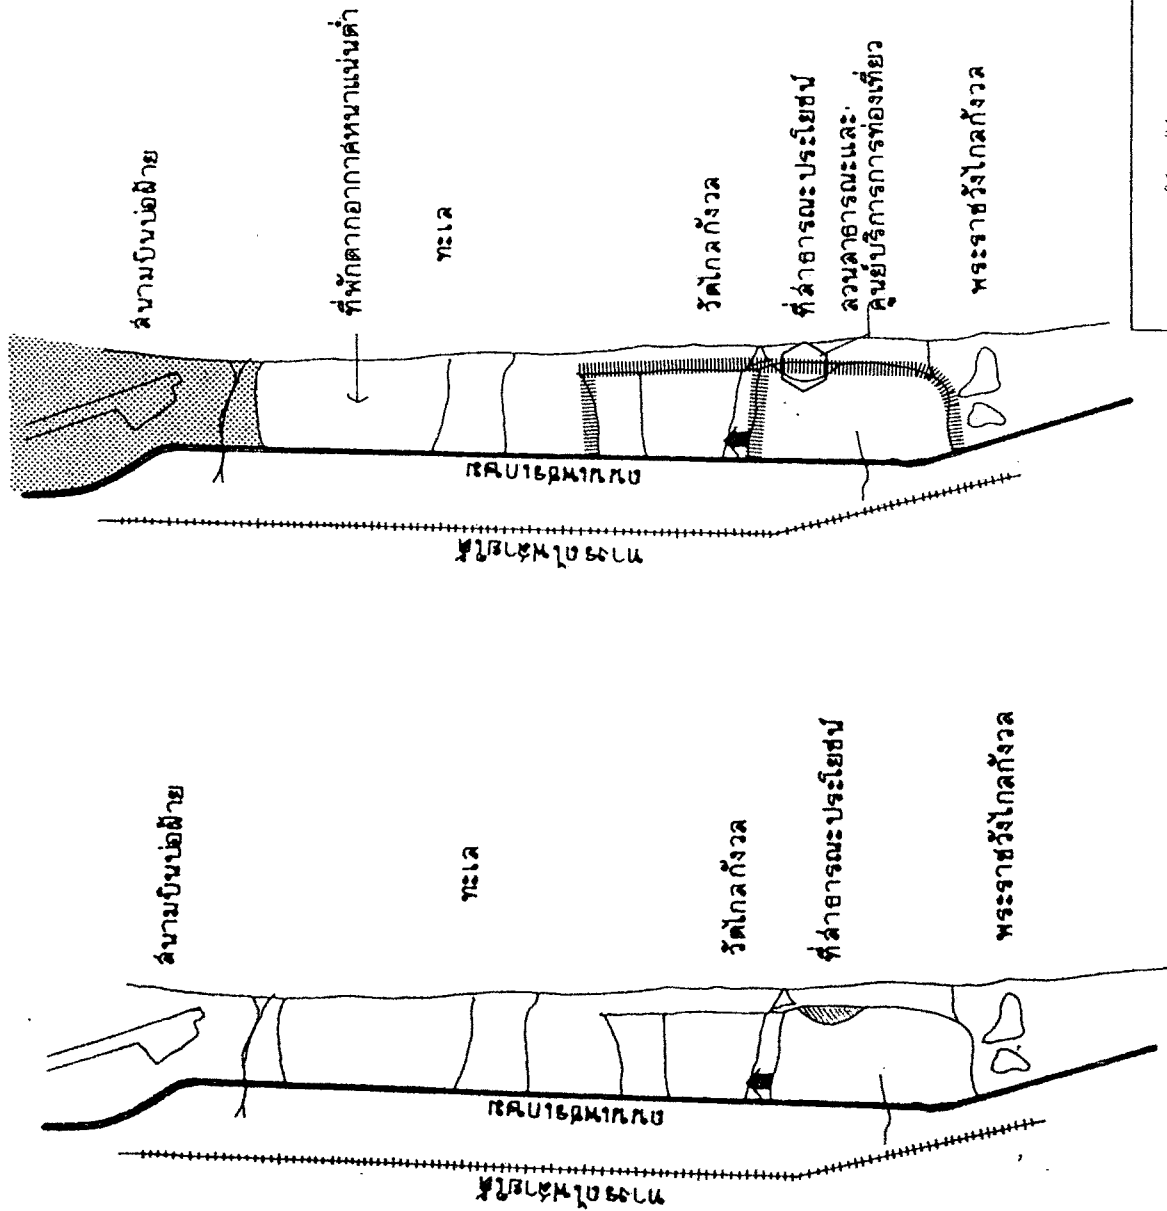 สนามบินบ่อฝ้าย
ที่พักตากอากาศหนาแน่นต่ำ
ทะเล
วัดไกลกังวล
ที่สาธารณะประโยชน์
สวนสาธารณะและ
ศูนย์บริการการท่องเที่ยว
พระราชวังไกลกังวล
ถนนเพชรเกษม
ทางรถไฟสายใต้
สนามบินบ่อฝ้าย
ทะเล
วัดไกลกังวล
ที่สาธารณะประโยชน์
พระราชวังไกลกังวล
ถนนเพชรเกษม
ทางรถไฟสายใต้